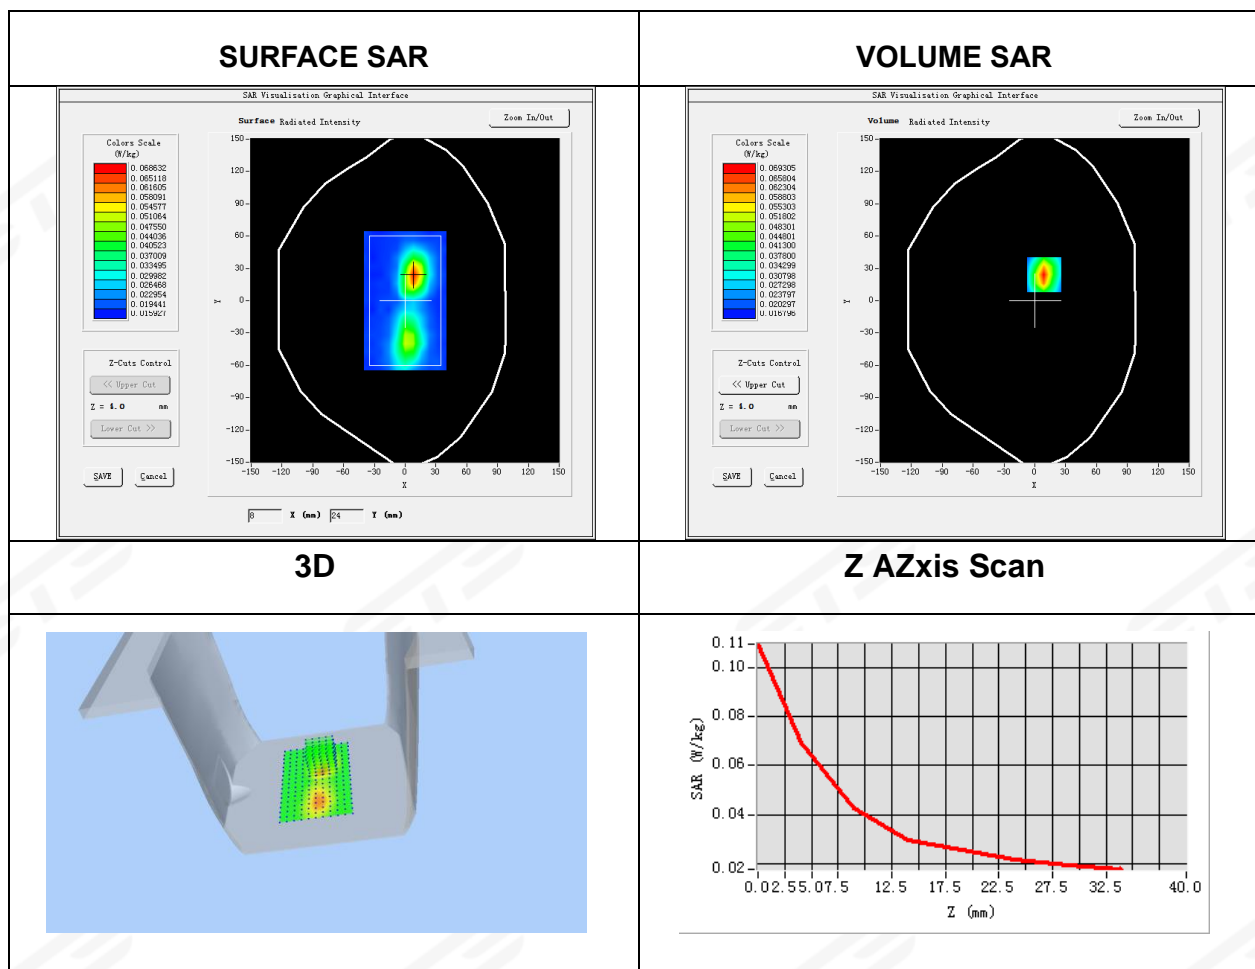 SURFACE SAR
VOLUME SAR
SAR Visualisation Graphical Interface
Surface Radiated Intensity
Zoom In/Out
Colors Scale
(W/kg)
0.068632
0.065118
0.061605
0.058091
0.054577
0.051064
0.047550
0.044036
0.040523
0.037009
0.033495
0.029982
0.026468
0.022954
0.019441
0.015927
Z-Cuts Control
<< Upper Cut
Z = 4.0 mm
Lower Cut >>
SAVE Cancel
150
120
90
60
30
0
-30
-60
-90
-120
-150
Y
-150 -120 -90 -60 -30 0 30 60 90 120 150
X
8 X (mm) 24 Y (mm)
SAR Visualisation Graphical Interface
Volume Radiated Intensity
Zoom In/Out
Colors Scale
(W/kg)
0.069305
0.065804
0.062304
0.058803
0.055303
0.051802
0.048301
0.044801
0.041300
0.037800
0.034299
0.030798
0.027298
0.023797
0.020297
0.016796
Z-Cuts Control
<< Upper Cut
Z = 4.0 mm
Lower Cut >>
SAVE Cancel
150
120
90
60
30
0
-30
-60
-90
-120
-150
Y
-150 -120 -90 -60 -30 0 30 60 90 120 150
X
3D
Z AZxis Scan
0.11
0.10
0.08
0.06
0.04
0.02
SAR (W/kg)
0.0 2.5 5.0 7.5 12.5 17.5 22.5 27.5 32.5 40.0
Z (mm)